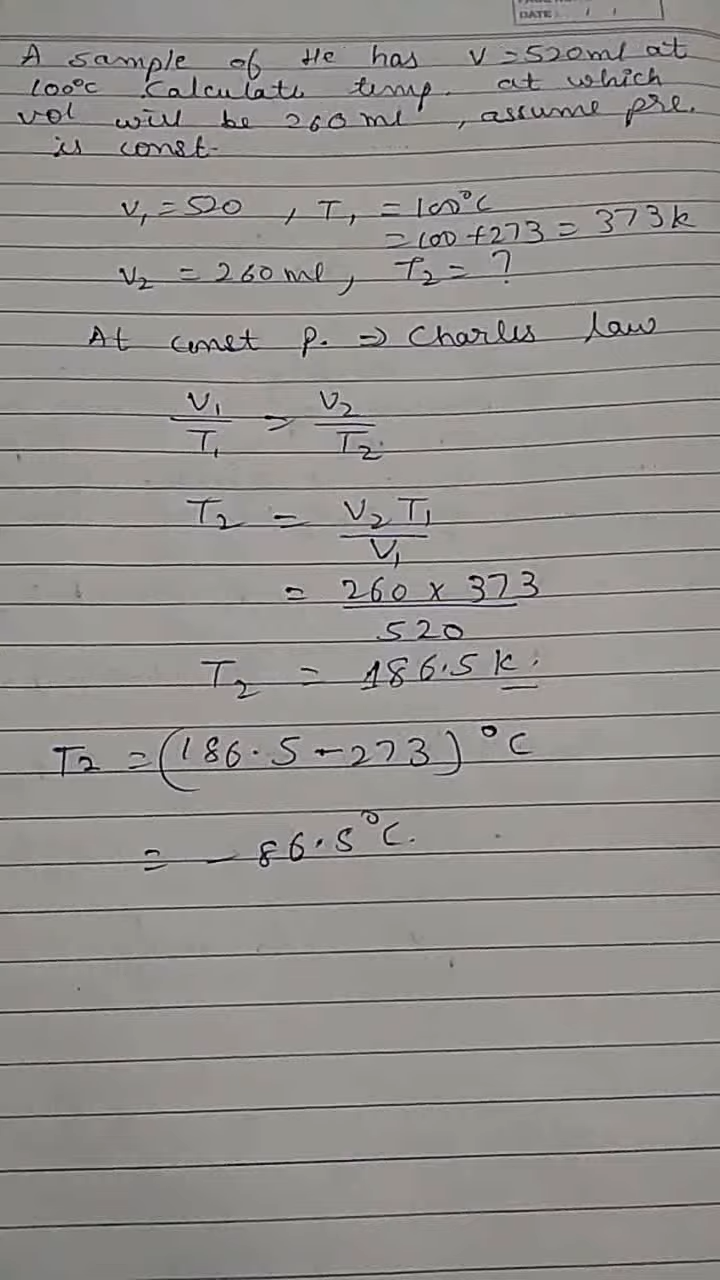 DATE / /
A sample of He has V=520ml at
100°C Calculate temp. at which
vol will be 260 ml, assume pre.
is const.
V₁ = 520 , T₁ = 100°C
= 100 + 273 = 373 k
V₂ = 260 ml, T₂ = ?
At const P. ⇒ Charles Law
V₁/T₁ = V₂/T₂
T₂ = V₂ T₁/V₁
= 260 x 373/520
T₂ = 186.5 k.
T₂ = (186.5 - 273) °C
= - 86.5°C.